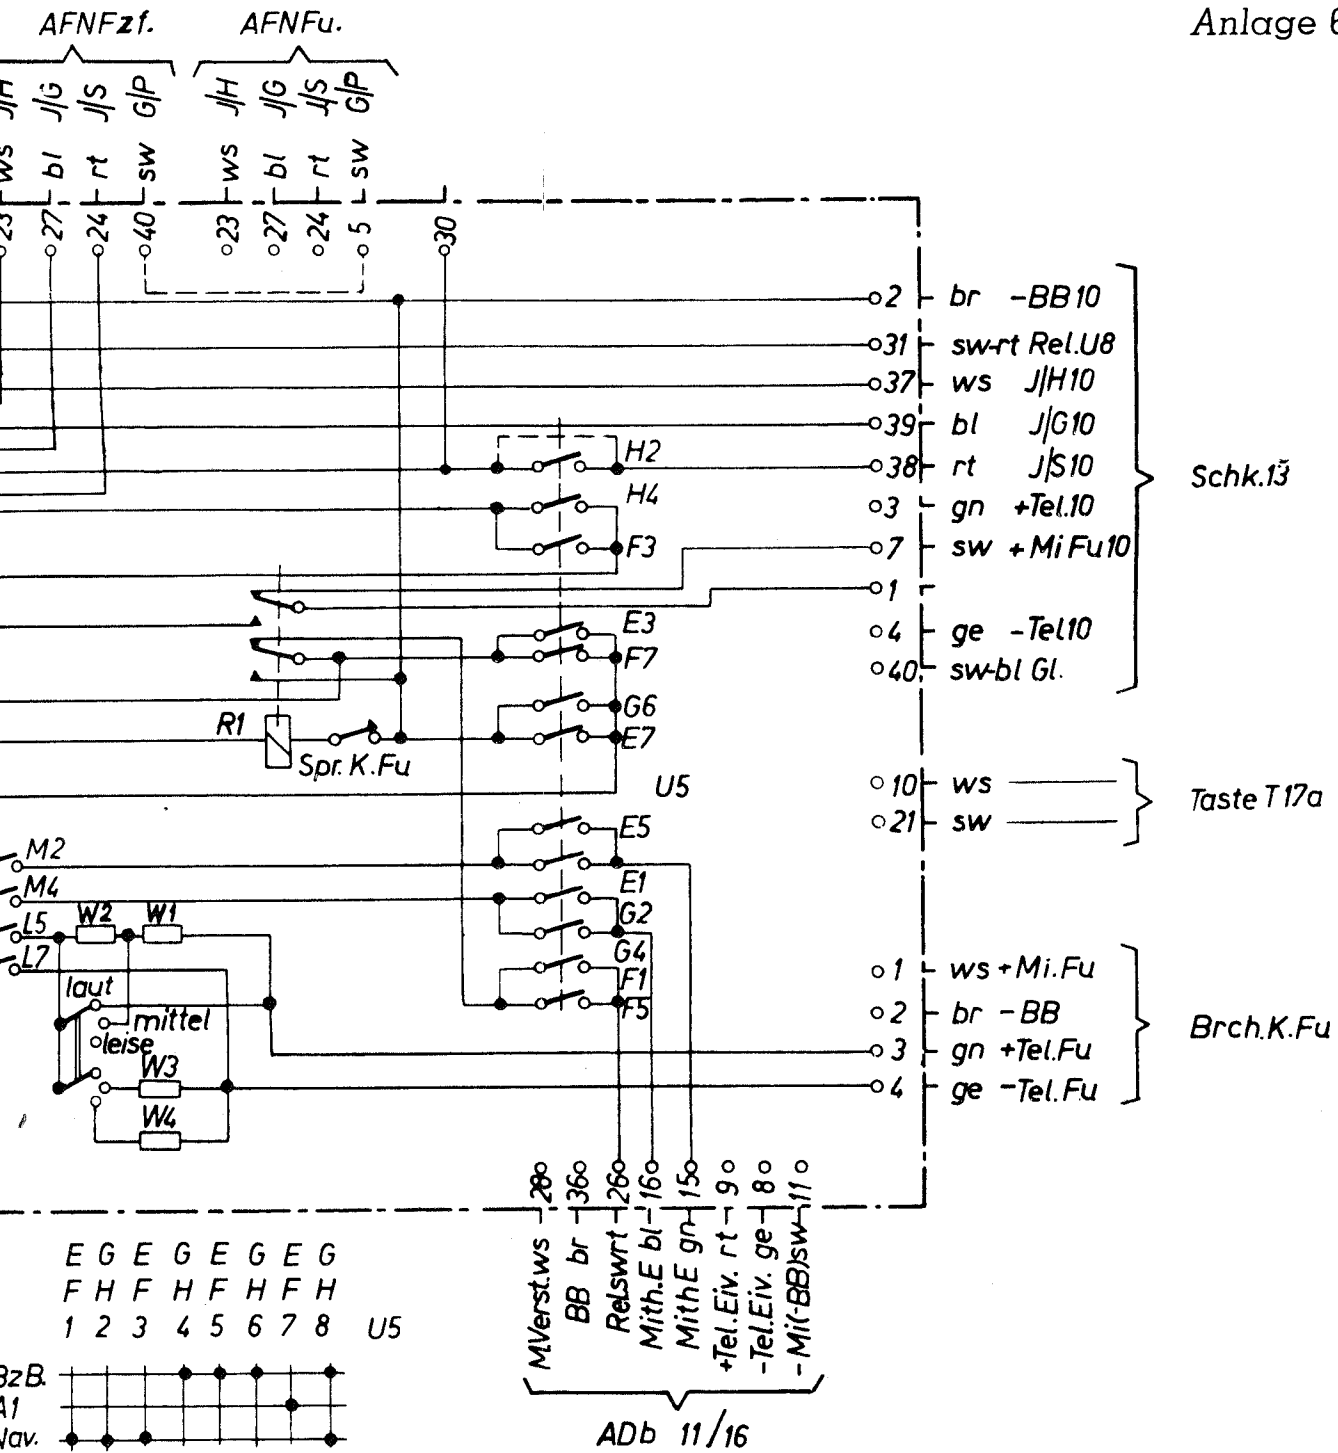 Anlage 6
AFNFzf. AFNFu.
J/H J/G J/S G/P J/H J/G J/S G/P
ws bl rt sw ws bl rt sw
23 27 24 40 23 27 24 5 30
2 br -BB10
31 sw-rt Rel.U8
37 ws J/H10
39 bl J/G10
H2
38 rt J/S10
Schk.13
H4
3 gn +Tel.10
F3
7 sw +MiFu10
1
E3
4 ge -Tel10
F7
40 sw-bl Gl.
G6
R1
E7
Spr.K.Fu
U5
10 ws
Taste T17a
21 sw
E5
M2
E1
M4
G2
W2 W1
L5
G4
L7
F1
1 ws +Mi.Fu
laut
F5
2 br -BB
mittel
Brch.K.Fu
leise
3 gn +Tel.Fu
W3
4 ge -Tel.Fu
W4
28 36 26 16 15 9 8 11
MVerst.ws
BB br
Rel.swrt
Mith.E bl
MithE gn
+Tel.Eiv. rt
-Tel.Eiv. ge
-Mi(-BB)sw
E G E G E G E G
F H F H F H F H
1 2 3 4 5 6 7 8 U5
BzB.
A1
Nav.
ADb 11/16